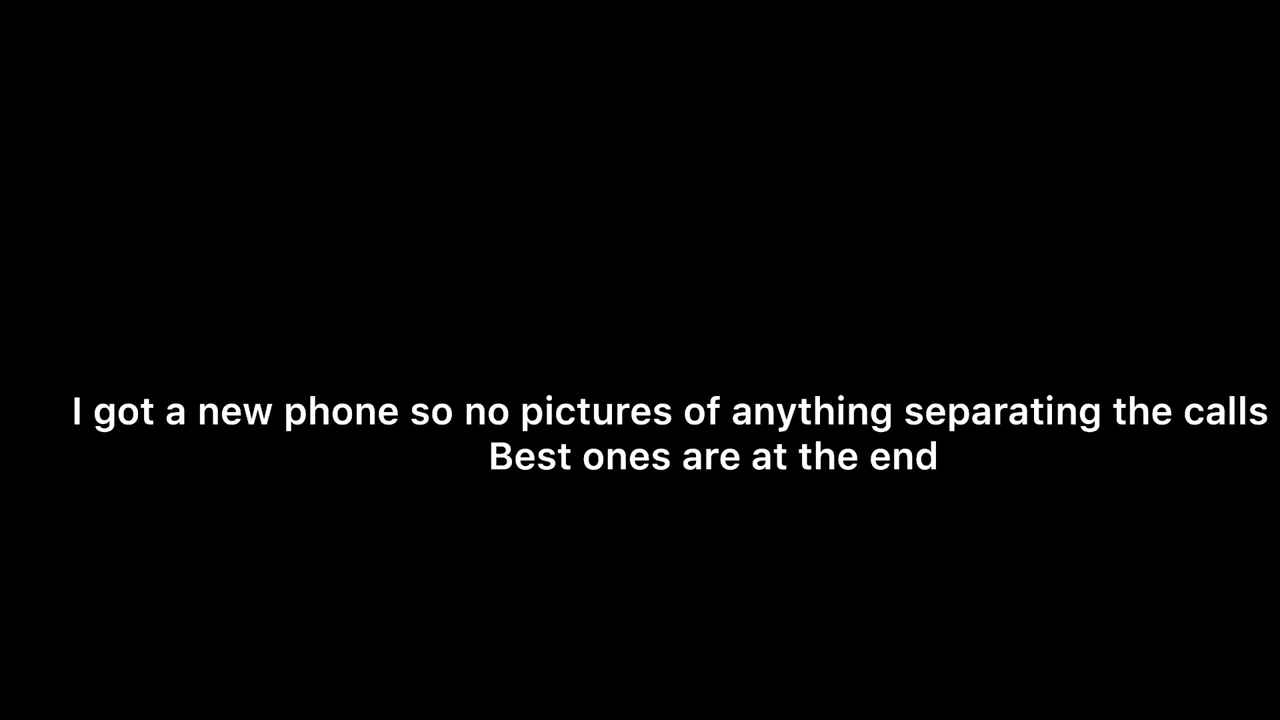 I got a new phone so no pictures of anything separating the calls
Best ones are at the end